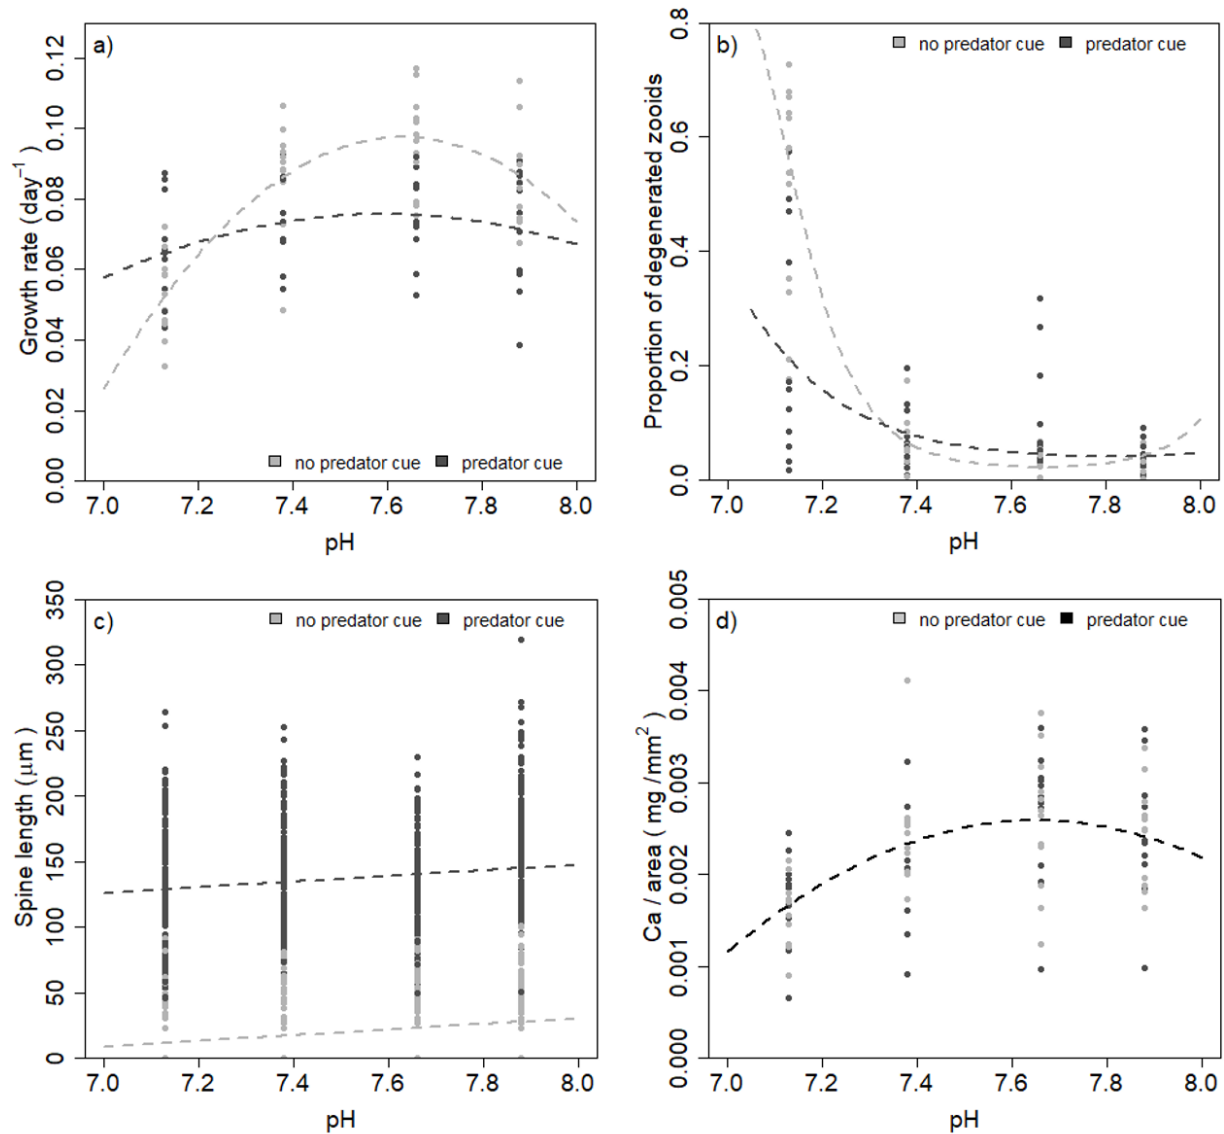 a)
Growth rate ( day⁻¹ )
0.12
0.10
0.08
0.06
0.04
0.02
0.00
no predator cue predator cue
7.0 7.2 7.4 7.6 7.8 8.0
pH
b)
no predator cue predator cue
Proportion of degenerated zooids
0.8
0.6
0.4
0.2
0.0
7.0 7.2 7.4 7.6 7.8 8.0
pH
c)
no predator cue predator cue
Spine length ( µm )
350
300
250
200
150
100
50
0
7.0 7.2 7.4 7.6 7.8 8.0
pH
d)
no predator cue predator cue
Ca / area ( mg /mm² )
0.005
0.004
0.003
0.002
0.001
0.000
7.0 7.2 7.4 7.6 7.8 8.0
pH